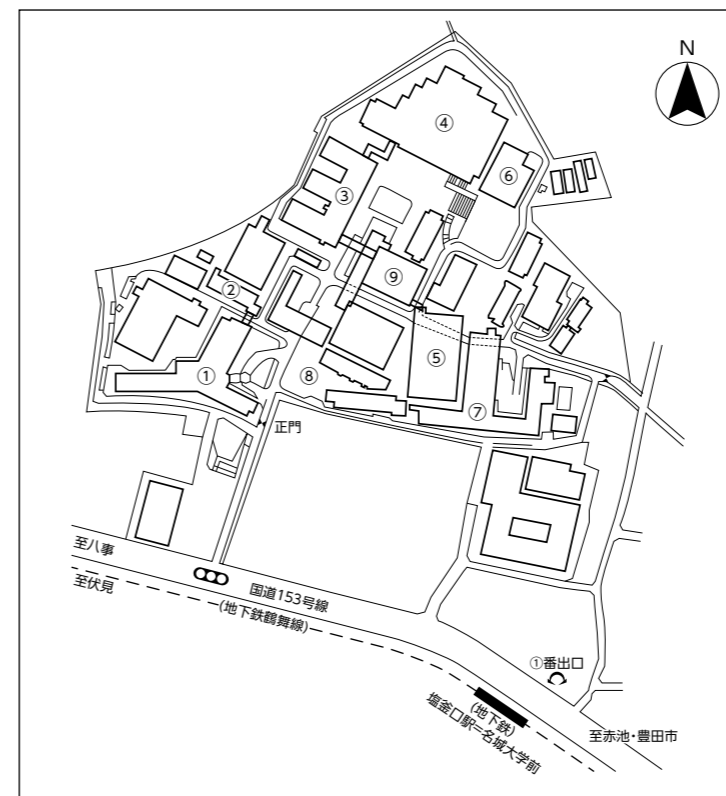 N
④
⑥
③
⑨
②
⑤
①
⑧
⑦
正門
至八事
至伏見
国道153号線
(地下鉄鶴舞線)
①番出口
(地下鉄)
塩釜口駅=名城大学前
至赤池・豊田市